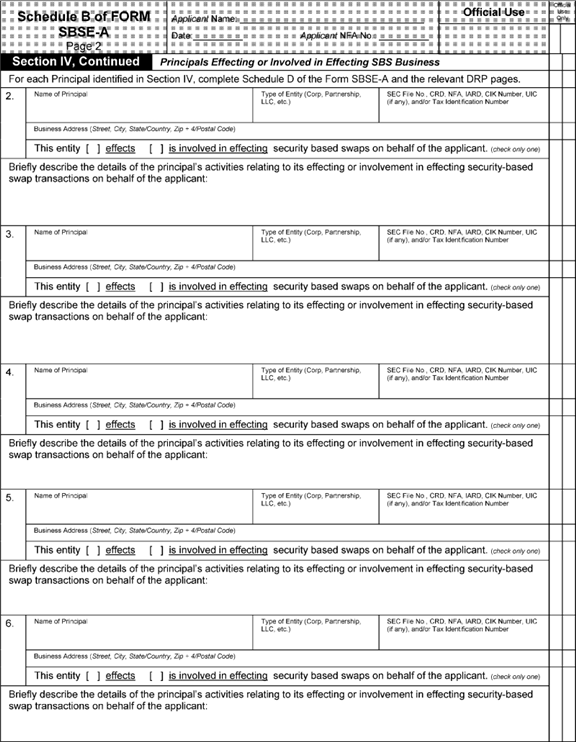 Schedule B of FORM
SBSE-A
Page 2
Applicant Name:
Date: Applicant NFA No.
Official Use
Official
Use
Only
Section IV, Continued Principals Effecting or Involved in Effecting SBS Business
For each Principal identified in Section IV, complete Schedule D of the Form SBSE-A and the relevant DRP pages.
2. Name of Principal Type of Entity (Corp, Partnership, SEC File No., CRD, NFA, IARD, CIK Number, UIC
LLC, etc.) (if any), and/or Tax Identification Number
Business Address (Street, City, State/Country, Zip + 4/Postal Code)
This entity [ ] effects [ ] is involved in effecting security based swaps on behalf of the applicant. (check only one)
Briefly describe the details of the principal's activities relating to its effecting or involvement in effecting security-based
swap transactions on behalf of the applicant:
3. Name of Principal Type of Entity (Corp, Partnership, SEC File No., CRD, NFA, IARD, CIK Number, UIC
LLC, etc.) (if any), and/or Tax Identification Number
Business Address (Street, City, State/Country, Zip + 4/Postal Code)
This entity [ ] effects [ ] is involved in effecting security based swaps on behalf of the applicant. (check only one)
Briefly describe the details of the principal's activities relating to its effecting or involvement in effecting security-based
swap transactions on behalf of the applicant:
4. Name of Principal Type of Entity (Corp, Partnership, SEC File No., CRD, NFA, IARD, CIK Number, UIC
LLC, etc.) (if any), and/or Tax Identification Number
Business Address (Street, City, State/Country, Zip + 4/Postal Code)
This entity [ ] effects [ ] is involved in effecting security based swaps on behalf of the applicant. (check only one)
Briefly describe the details of the principal's activities relating to its effecting or involvement in effecting security-based
swap transactions on behalf of the applicant:
5. Name of Principal Type of Entity (Corp, Partnership, SEC File No., CRD, NFA, IARD, CIK Number, UIC
LLC, etc.) (if any), and/or Tax Identification Number
Business Address (Street, City, State/Country, Zip + 4/Postal Code)
This entity [ ] effects [ ] is involved in effecting security based swaps on behalf of the applicant. (check only one)
Briefly describe the details of the principal's activities relating to its effecting or involvement in effecting security-based
swap transactions on behalf of the applicant:
6. Name of Principal Type of Entity (Corp, Partnership, SEC File No., CRD, NFA, IARD, CIK Number, UIC
LLC, etc.) (if any), and/or Tax Identification Number
Business Address (Street, City, State/Country, Zip + 4/Postal Code)
This entity [ ] effects [ ] is involved in effecting security based swaps on behalf of the applicant. (check only one)
Briefly describe the details of the principal's activities relating to its effecting or involvement in effecting security-based
swap transactions on behalf of the applicant: